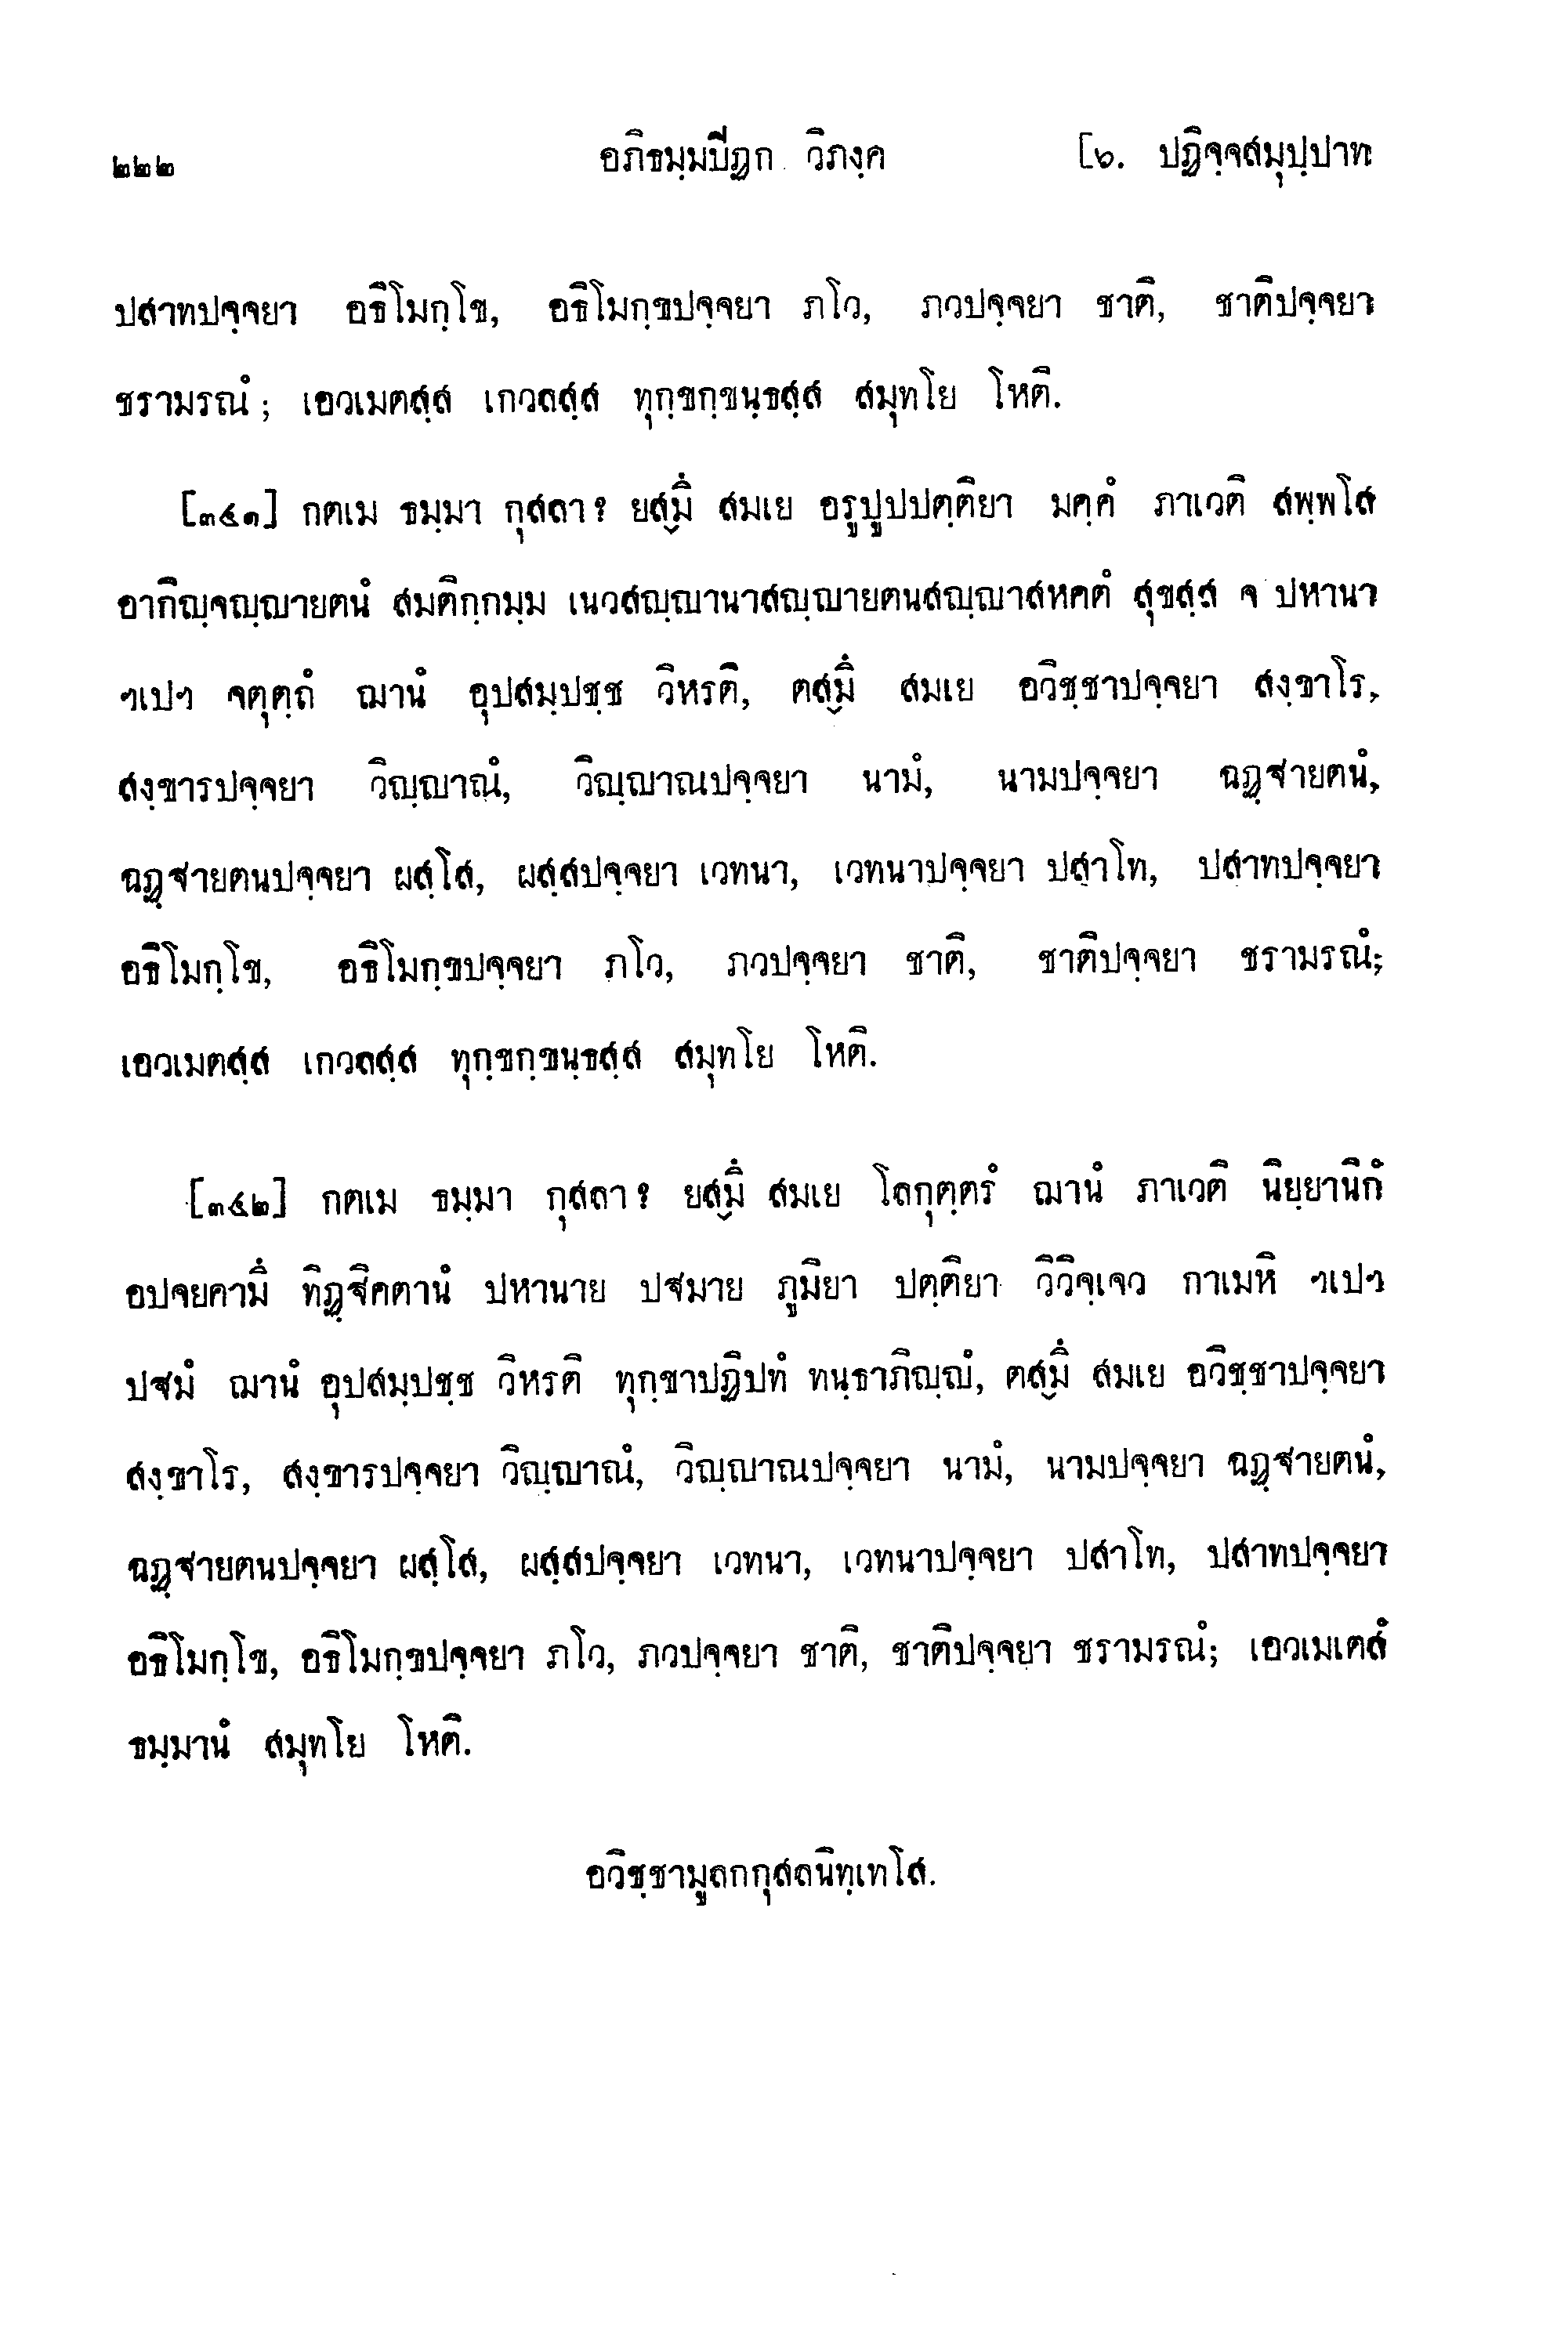 ๒๒๒ อภิธมฺมปีฏก วิภงฺค [๖. ปฏิจฺจสมุปฺปาท
ปสาทปจฺจยา อธิโมกฺโข, อธิโมกฺขปจฺจยา ภโว, ภวปจฺจยา ชาติ, ชาติปจฺจยา
ชรามรณํ ; เอวเมตสฺส เกวลสฺส ทุกฺขกฺขนฺธสฺส สมุทโย โหติ.
[๓๔๑] กตเม ธมฺมา กุสลา ? ยสฺมึ สมเย อรูปูปปตฺติยา มคฺคํ ภาเวติ สพฺพโส
อากิญฺจญฺญายตนํ สมติกฺกมฺม เนวสญฺญานาสญฺญายตนสญฺญาสหคตํ สุขสฺส จ ปหานา
ฯเปฯ จตุตฺถํ ฌานํ อุปสมฺปชฺช วิหรติ, ตสฺมึ สมเย อวิชฺชาปจฺจยา สงฺขาโร,
สงฺขารปจฺจยา วิญฺญาณํ, วิญฺญาณปจฺจยา นามํ, นามปจฺจยา ฉฏฺฐายตนํ,
ฉฏฺฐายตนปจฺจยา ผสฺโส, ผสฺสปจฺจยา เวทนา, เวทนาปจฺจยา ปสาโท, ปสาทปจฺจยา
อธิโมกฺโข, อธิโมกฺขปจฺจยา ภโว, ภวปจฺจยา ชาติ, ชาติปจฺจยา ชรามรณํ;
เอวเมตสฺส เกวลสฺส ทุกฺขกฺขนฺธสฺส สมุทโย โหติ.
[๓๔๒] กตเม ธมฺมา กุสลา ? ยสฺมึ สมเย โลกุตฺตรํ ฌานํ ภาเวติ นิยฺยานิกํ
อปจยคามึ ทิฏฺฐิคตานํ ปหานาย ปฐมาย ภูมิยา ปตฺติยา วิวิจฺเจว กาเมหิ ฯเปฯ
ปฐมํ ฌานํ อุปสมฺปชฺช วิหรติ ทุกฺขาปฏิปทํ ทนฺธาภิญฺญํ, ตสฺมึ สมเย อวิชฺชาปจฺจยา
สงฺขาโร, สงฺขารปจฺจยา วิญฺญาณํ, วิญฺญาณปจฺจยา นามํ, นามปจฺจยา ฉฏฺฐายตนํ,
ฉฏฺฐายตนปจฺจยา ผสฺโส, ผสฺสปจฺจยา เวทนา, เวทนาปจฺจยา ปสาโท, ปสาทปจฺจยา
อธิโมกฺโข, อธิโมกฺขปจฺจยา ภโว, ภวปจฺจยา ชาติ, ชาติปจฺจยา ชรามรณํ; เอวเมเตสํ
ธมฺมานํ สมุทโย โหติ.
อวิชฺชามูลกกุสลนิทฺเทโส.